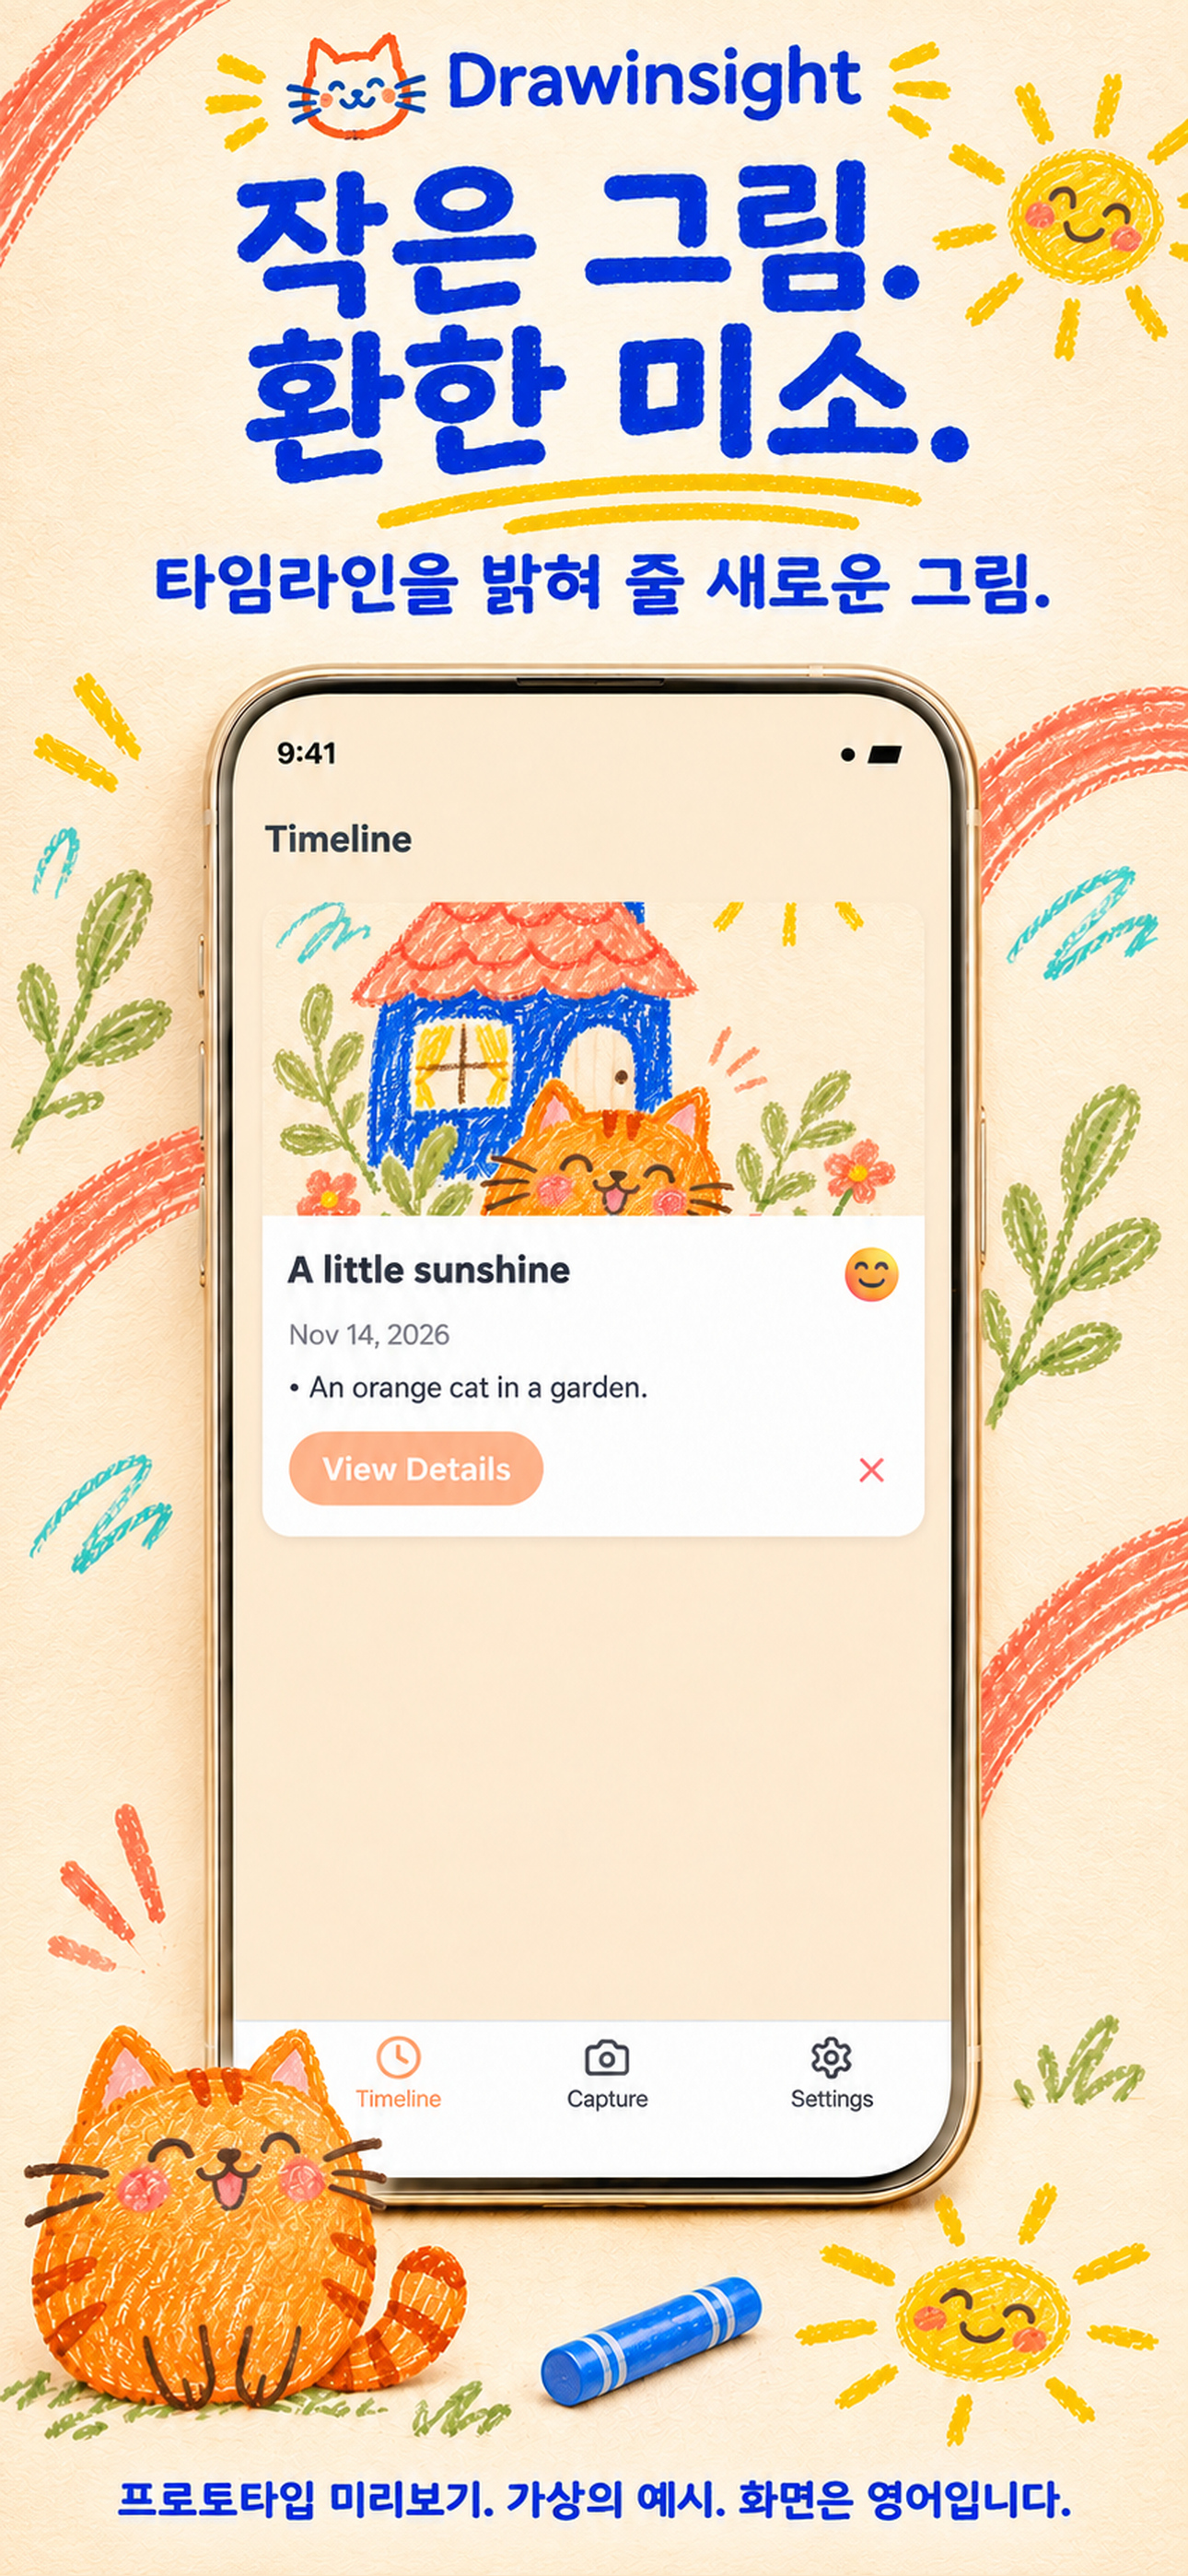 Drawinsight
작은 그림.
환한 미소.
타임라인을 밝혀 줄 새로운 그림.
9:41
Timeline
A little sunshine
Nov 14, 2026
• An orange cat in a garden.
View Details
Timeline Capture Settings
프로토타입 미리보기. 가상의 예시. 화면은 영어입니다.